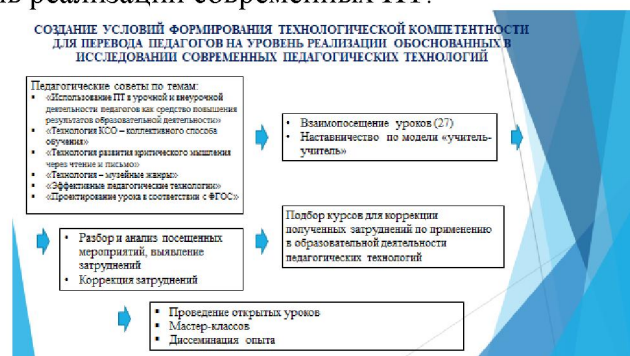 ь реализации современных ПТ.
СОЗДАНИЕ УСЛОВИЙ ФОРМИРОВАНИЯ ТЕХНОЛОГИЧЕСКОЙ КОМПЕТЕНТНОСТИ
ДЛЯ ПЕРЕВОДА ПЕДАГОГОВ НА УРОВЕНЬ РЕАЛИЗАЦИИ ОБОСНОВАННЫХ В
ИССЛЕДОВАНИИ СОВРЕМЕННЫХ ПЕДАГОГИЧЕСКИХ ТЕХНОЛОГИЙ
Педагогические советы по темам:
▪ «Использование ПТ в урочной и внеурочной
деятельности педагогов как средство повышения
результатов образовательной деятельности»
▪ «Технология КСО – коллективного способа
обучения»
▪ «Технология развития критического мышления
через чтение и письмо»
▪ «Технология – музейные жанры»
▪ «Эффективные педагогические технологии»
▪ «Проектирование урока в соответствии с ФГОС»
• Взаимопосещение уроков (27)
• Наставничество по модели «учитель-
учитель»
• Разбор и анализ посещенных
мероприятий, выявление
затруднений
• Коррекция затруднений
Подбор курсов для коррекции
полученных затруднений по применению
в образовательной деятельности
педагогических технологий
▪ Проведение открытых уроков
▪ Мастер-классов
▪ Диссеминация опыта